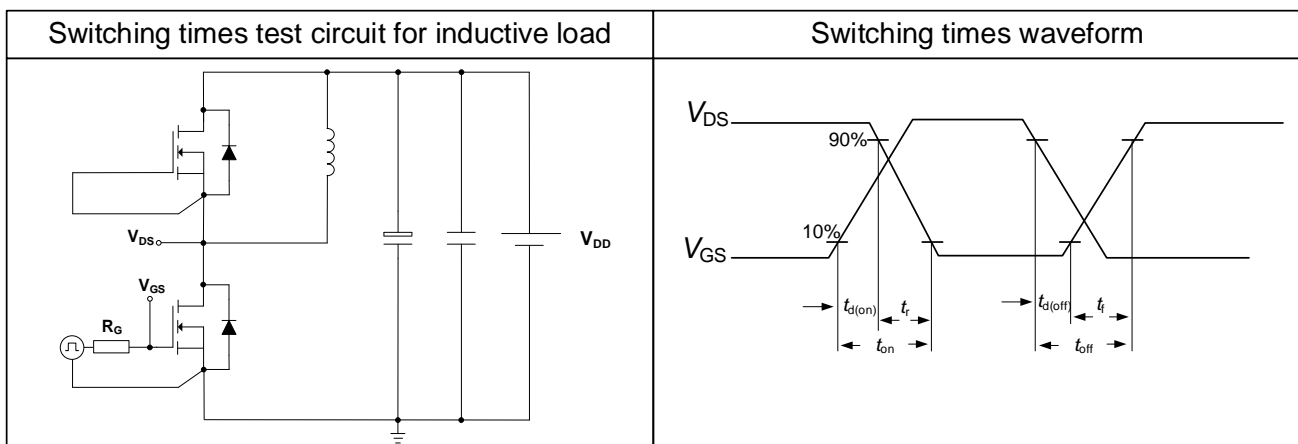 Switching times test circuit for inductive load
Switching times waveform
VDS
VGS
RG
VDD
VDS
90%
10%
VGS
td(on)
tr
td(off)
tf
ton
toff